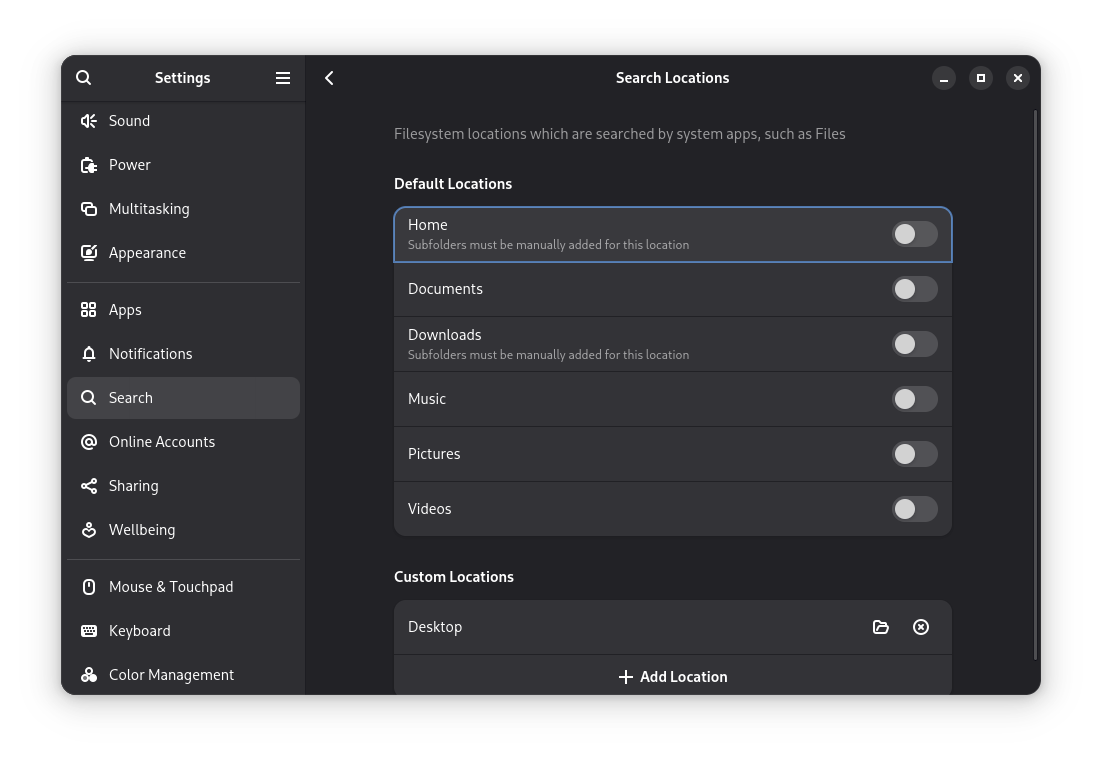 Settings
Search Locations
Sound
Power
Multitasking
Appearance
Apps
Notifications
Search
Online Accounts
Sharing
Wellbeing
Mouse & Touchpad
Keyboard
Color Management
Filesystem locations which are searched by system apps, such as Files
Default Locations
Home
Subfolders must be manually added for this location
Documents
Downloads
Subfolders must be manually added for this location
Music
Pictures
Videos
Custom Locations
Desktop
Add Location